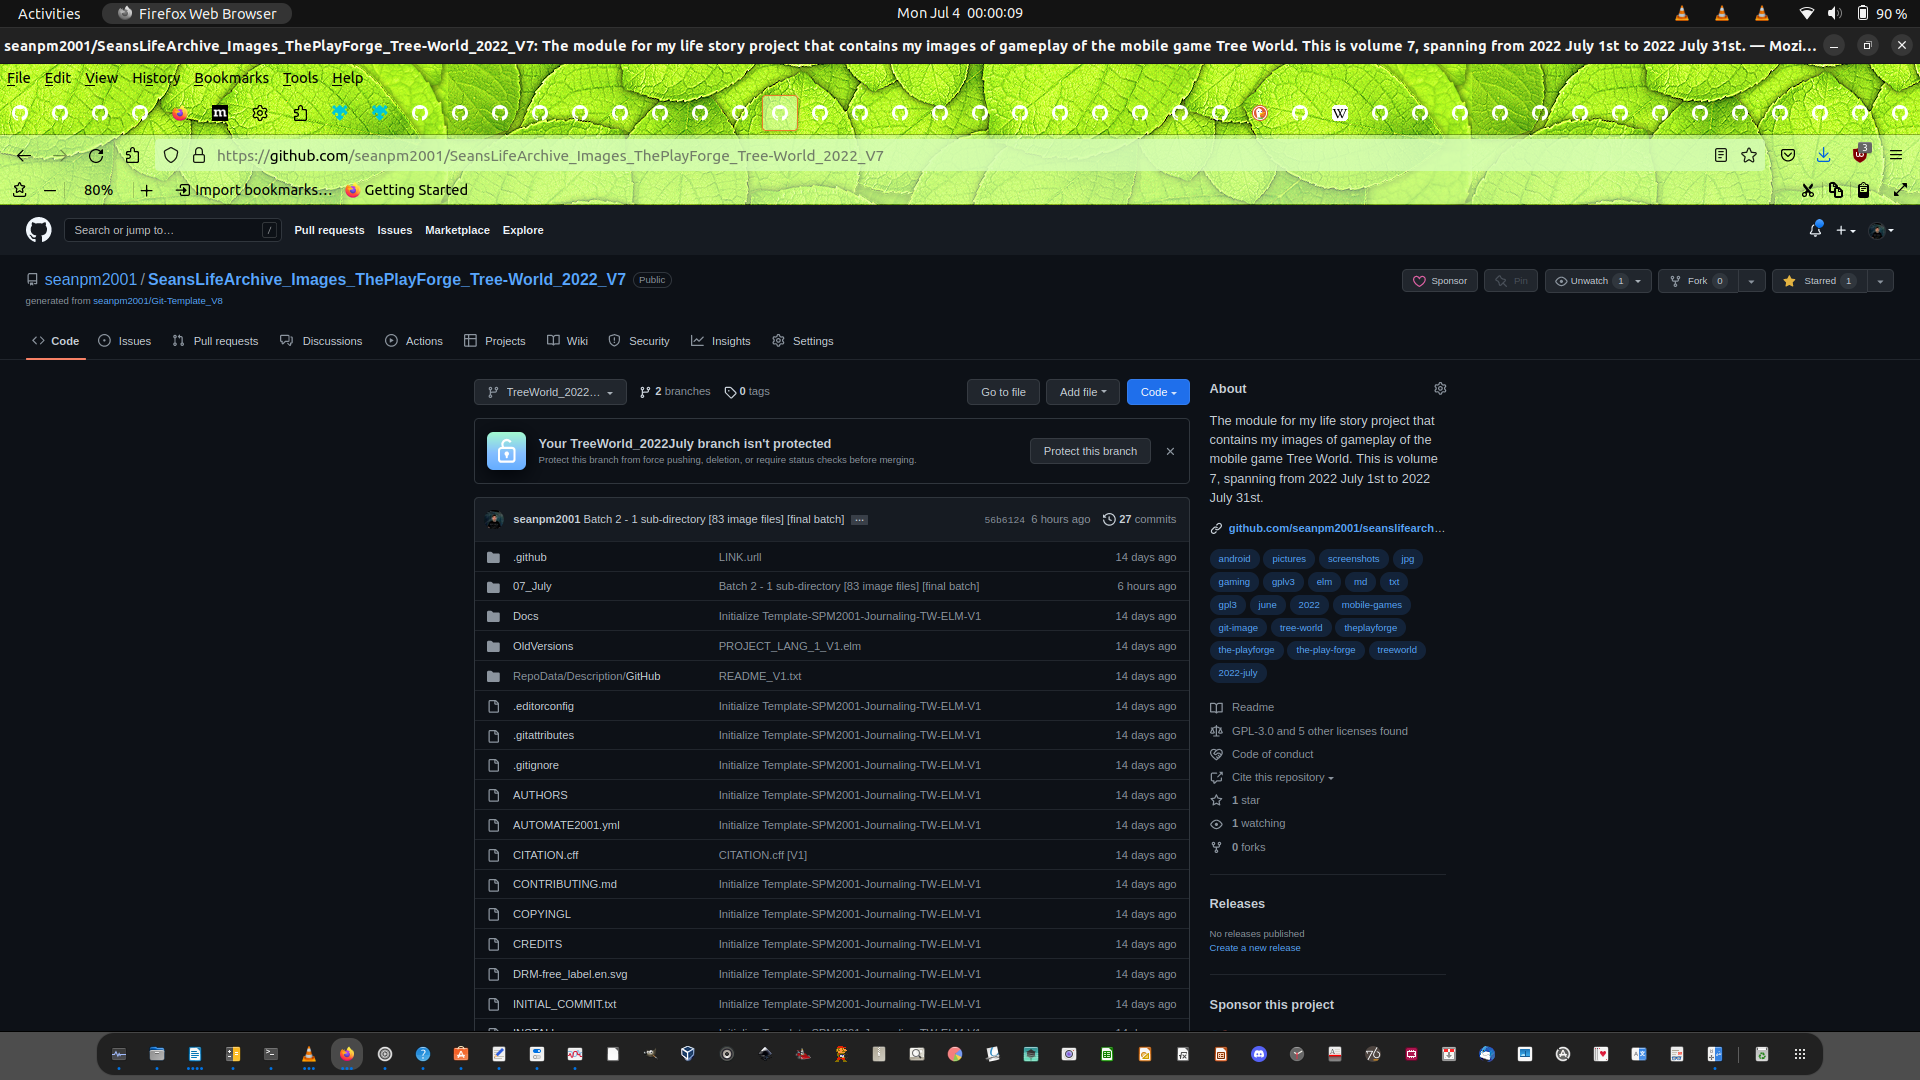 Activities
Firefox Web Browser
Mon Jul 4 00:00:09
90 %
seanpm2001/SeansLifeArchive_Images_ThePlayForge_Tree-World_2022_V7: The module for my life story project that contains my images of gameplay of the mobile game Tree World. This is volume 7, spanning from 2022 July 1st to 2022 July 31st. — Mozi…
File Edit View History Bookmarks Tools Help
https://github.com/seanpm2001/SeansLifeArchive_Images_ThePlayForge_Tree-World_2022_V7
3
80%
Import bookmarks…
Getting Started
Search or jump to…
/
Pull requests Issues Marketplace Explore
seanpm2001 / SeansLifeArchive_Images_ThePlayForge_Tree-World_2022_V7 Public
generated from seanpm2001/Git-Template_V8
Sponsor
Pin
Unwatch 1
Fork 0
Starred 1
Code
Issues
Pull requests
Discussions
Actions
Projects
Wiki
Security
Insights
Settings
TreeWorld_2022…
2 branches
0 tags
Go to file
Add file
Code
Your TreeWorld_2022July branch isn't protected
Protect this branch from force pushing, deletion, or require status checks before merging.
Protect this branch
seanpm2001 Batch 2 - 1 sub-directory [83 image files] [final batch] …
56b6124 6 hours ago
27 commits
.github LINK.urll 14 days ago
07_July Batch 2 - 1 sub-directory [83 image files] [final batch] 6 hours ago
Docs Initialize Template-SPM2001-Journaling-TW-ELM-V1 14 days ago
OldVersions PROJECT_LANG_1_V1.elm 14 days ago
RepoData/Description/GitHub README_V1.txt 14 days ago
.editorconfig Initialize Template-SPM2001-Journaling-TW-ELM-V1 14 days ago
.gitattributes Initialize Template-SPM2001-Journaling-TW-ELM-V1 14 days ago
.gitignore Initialize Template-SPM2001-Journaling-TW-ELM-V1 14 days ago
AUTHORS Initialize Template-SPM2001-Journaling-TW-ELM-V1 14 days ago
AUTOMATE2001.yml Initialize Template-SPM2001-Journaling-TW-ELM-V1 14 days ago
CITATION.cff CITATION.cff [V1] 14 days ago
CONTRIBUTING.md Initialize Template-SPM2001-Journaling-TW-ELM-V1 14 days ago
COPYINGL Initialize Template-SPM2001-Journaling-TW-ELM-V1 14 days ago
CREDITS Initialize Template-SPM2001-Journaling-TW-ELM-V1 14 days ago
DRM-free_label.en.svg Initialize Template-SPM2001-Journaling-TW-ELM-V1 14 days ago
INITIAL_COMMIT.txt Initialize Template-SPM2001-Journaling-TW-ELM-V1 14 days ago
About
The module for my life story project that
contains my images of gameplay of the
mobile game Tree World. This is volume
7, spanning from 2022 July 1st to 2022
July 31st.
github.com/seanpm2001/seanslifearch…
android pictures screenshots jpg
gaming gplv3 elm md txt
gpl3 june 2022 mobile-games
git-image tree-world theplayforge
the-playforge the-play-forge treeworld
2022-july
Readme
GPL-3.0 and 5 other licenses found
Code of conduct
Cite this repository
1 star
1 watching
0 forks
Releases
No releases published
Create a new release
Sponsor this project